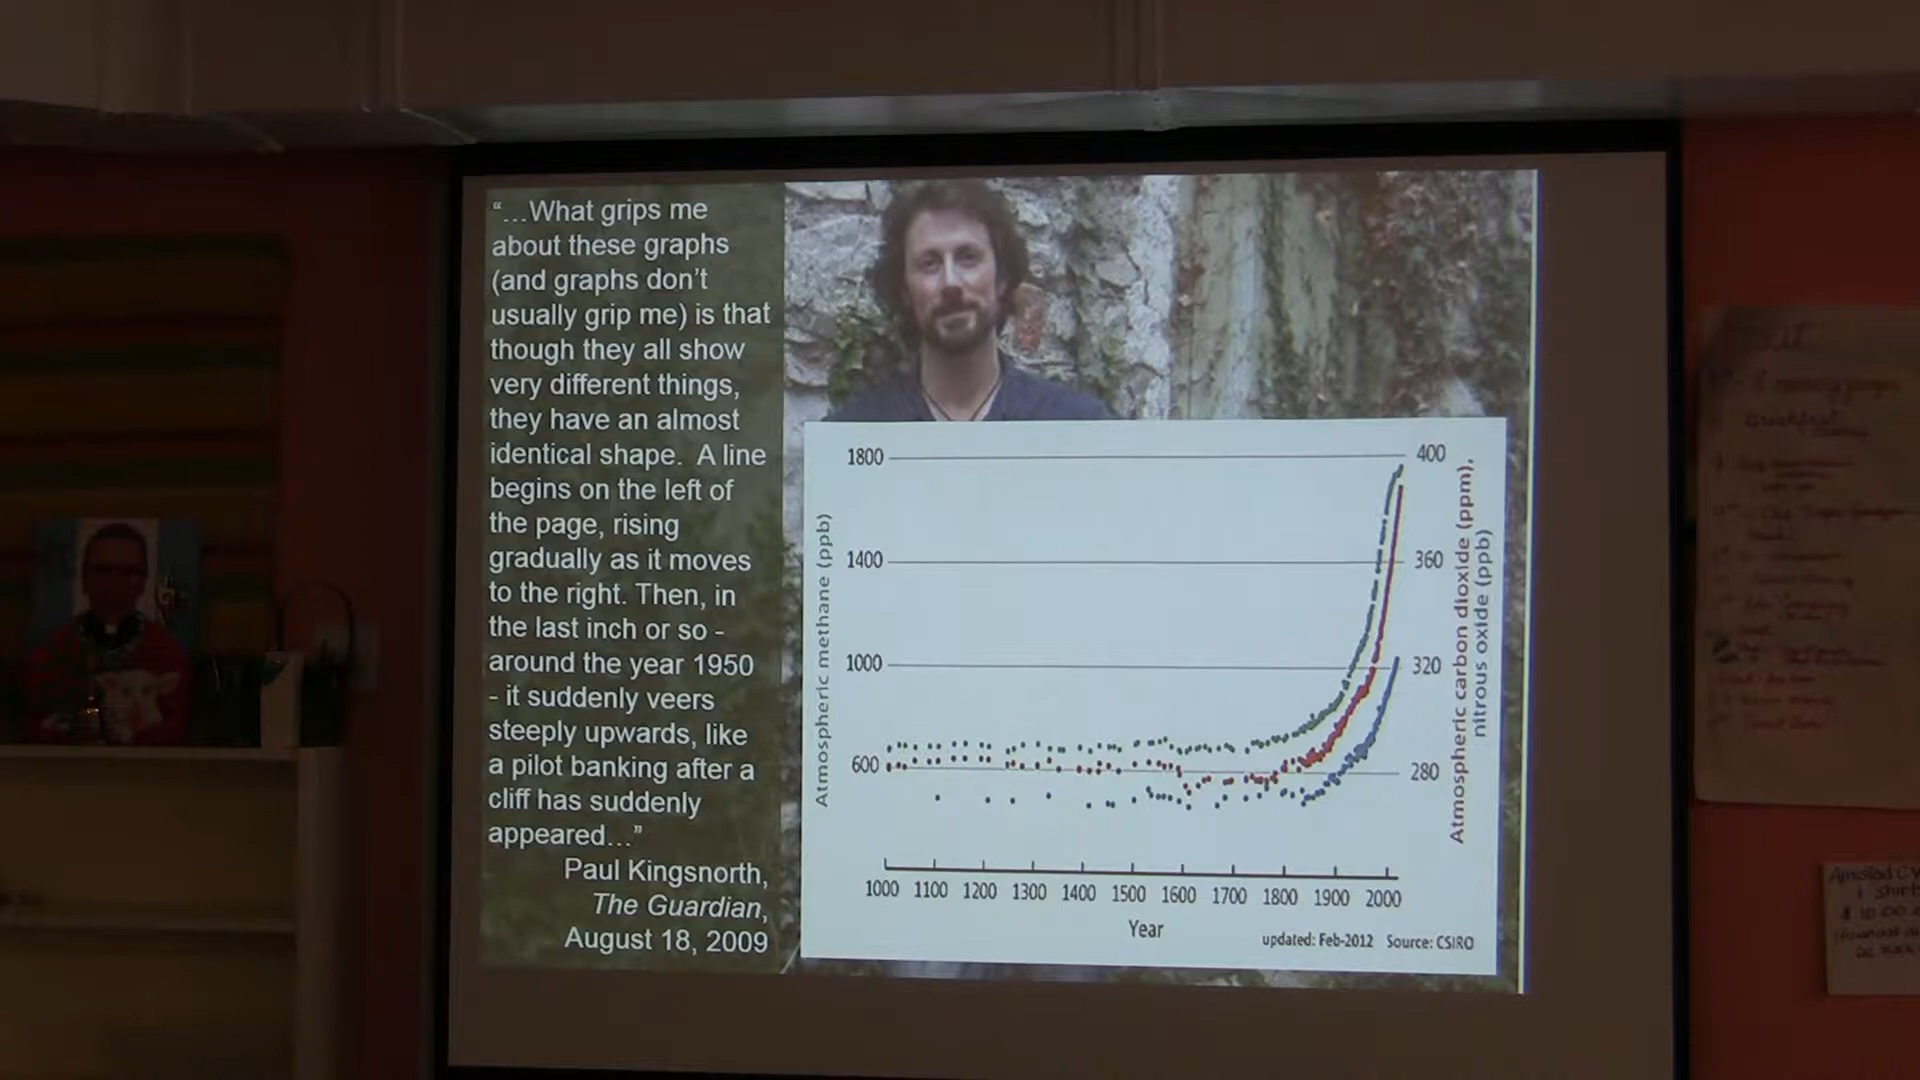 “…What grips me
about these graphs
(and graphs don’t
usually grip me) is that
though they all show
very different things,
they have an almost
identical shape. A line
begins on the left of
the page, rising
gradually as it moves
to the right. Then, in
the last inch or so -
around the year 1950
- it suddenly veers
steeply upwards, like
a pilot banking after a
cliff has suddenly
appeared…”
Paul Kingsnorth,
The Guardian,
August 18, 2009
Atmospheric methane (ppb)
1800
1400
1000
600
400
360
320
280
Atmospheric carbon dioxide (ppm),
nitrous oxide (ppb)
1000 1100 1200 1300 1400 1500 1600 1700 1800 1900 2000
Year
updated: Feb-2012 Source: CSIRO